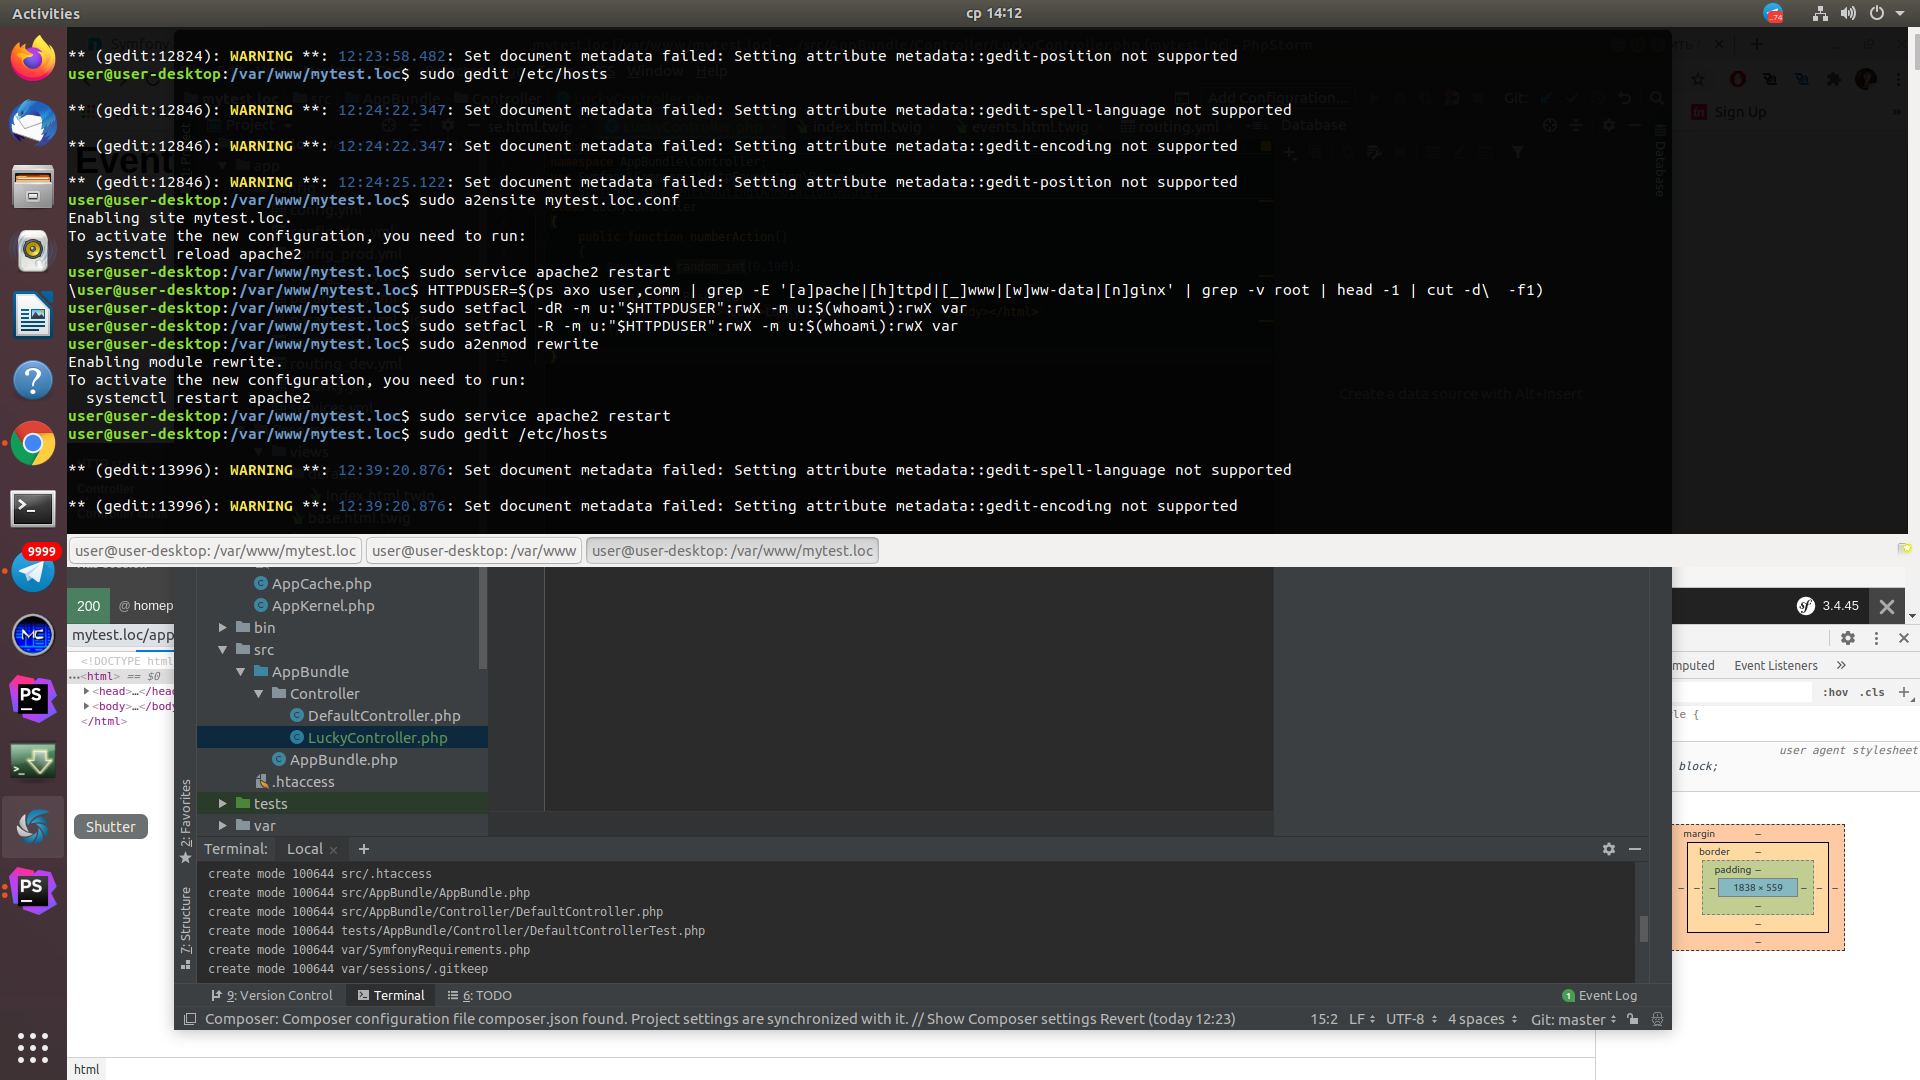 Activities
ср 14:12
74
** (gedit:12824): WARNING **: 12:23:58.482: Set document metadata failed: Setting attribute metadata::gedit-position not supported
user@user-desktop:/var/www/mytest.loc$ sudo gedit /etc/hosts
** (gedit:12846): WARNING **: 12:24:22.347: Set document metadata failed: Setting attribute metadata::gedit-spell-language not supported
** (gedit:12846): WARNING **: 12:24:22.347: Set document metadata failed: Setting attribute metadata::gedit-encoding not supported
** (gedit:12846): WARNING **: 12:24:25.122: Set document metadata failed: Setting attribute metadata::gedit-position not supported
user@user-desktop:/var/www/mytest.loc$ sudo a2ensite mytest.loc.conf
Enabling site mytest.loc.
To activate the new configuration, you need to run:
systemctl reload apache2
user@user-desktop:/var/www/mytest.loc$ sudo service apache2 restart
\user@user-desktop:/var/www/mytest.loc$ HTTPDUSER=$(ps axo user,comm | grep -E '[a]pache|[h]ttpd|[_]www|[w]ww-data|[n]ginx' | grep -v root | head -1 | cut -d\  -f1)
user@user-desktop:/var/www/mytest.loc$ sudo setfacl -dR -m u:"$HTTPDUSER":rwX -m u:$(whoami):rwX var
user@user-desktop:/var/www/mytest.loc$ sudo setfacl -R -m u:"$HTTPDUSER":rwX -m u:$(whoami):rwX var
user@user-desktop:/var/www/mytest.loc$ sudo a2enmod rewrite
Enabling module rewrite.
To activate the new configuration, you need to run:
systemctl restart apache2
user@user-desktop:/var/www/mytest.loc$ sudo service apache2 restart
user@user-desktop:/var/www/mytest.loc$ sudo gedit /etc/hosts
** (gedit:13996): WARNING **: 12:39:20.876: Set document metadata failed: Setting attribute metadata::gedit-spell-language not supported
** (gedit:13996): WARNING **: 12:39:20.876: Set document metadata failed: Setting attribute metadata::gedit-encoding not supported
Sign Up
Database
Create a data source with Alt+Insert
user@user-desktop: /var/www/mytest.loc
user@user-desktop: /var/www
user@user-desktop: /var/www/mytest.loc
9999
AppCache.php
AppKernel.php
bin
src
AppBundle
Controller
DefaultController.php
LuckyController.php
AppBundle.php
.htaccess
tests
var
200 @ homep
3.4.45
mytest.loc/app
<!DOCTYPE html
...<html> == $0
<head>…</head
<body>…</body
</html>
mputed
Event Listeners
:hov .cls
le {
user agent stylesheet
block;
margin
border
padding
1838 × 559
Shutter
2: Favorites
7: Structure
Terminal:
Local
create mode 100644 src/.htaccess
create mode 100644 src/AppBundle/AppBundle.php
create mode 100644 src/AppBundle/Controller/DefaultController.php
create mode 100644 tests/AppBundle/Controller/DefaultControllerTest.php
create mode 100644 var/SymfonyRequirements.php
create mode 100644 var/sessions/.gitkeep
9: Version Control
Terminal
6: TODO
1 Event Log
Composer: Composer configuration file composer.json found. Project settings are synchronized with it. // Show Composer settings Revert (today 12:23)
15:2 LF UTF-8 4 spaces Git: master
html